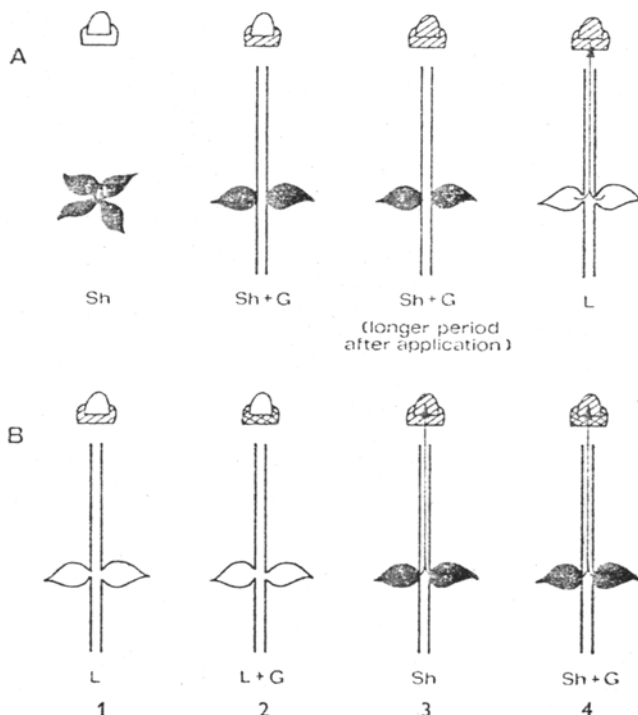 A
Sh
Sh + G
Sh + G
(longer period
after application)
L
B
L
L + G
Sh
Sh + G
1
2
3
4